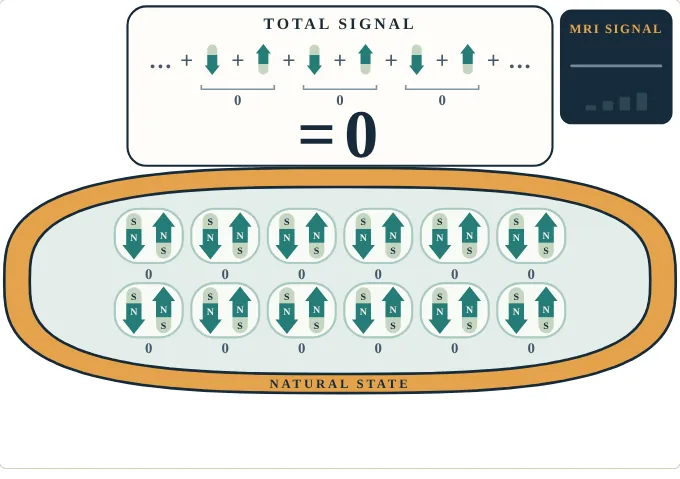 TOTAL SIGNAL
MRI SIGNAL
... + + + + + + + ...
0 0 0
= 0
S N S N S N S N S N S N
N S N S N S N S N S N S
0 0 0 0 0 0
S N S N S N S N S N S N
N S N S N S N S N S N S
0 0 0 0 0 0
NATURAL STATE